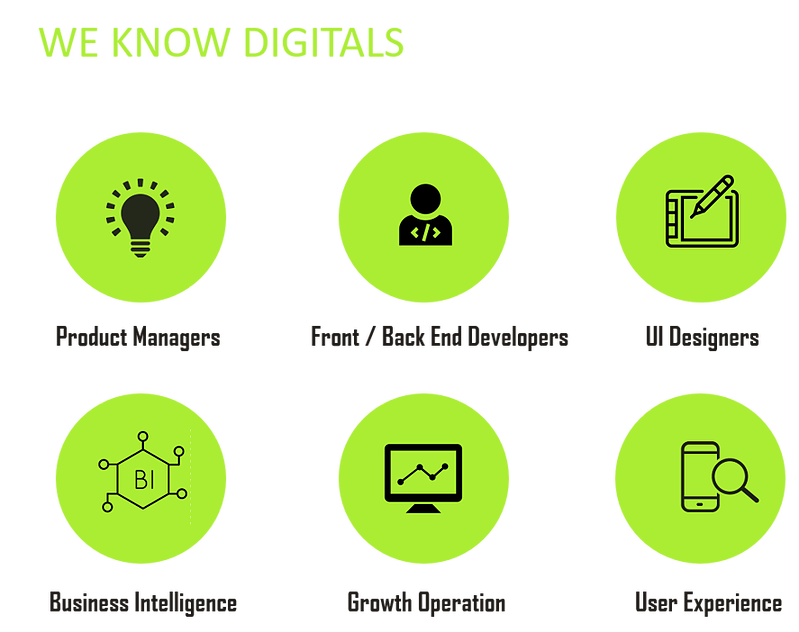 WE KNOW DIGITALS
</>
Product Managers
Front / Back End Developers
UI Designers
BI
Business Intelligence
Growth Operation
User Experience